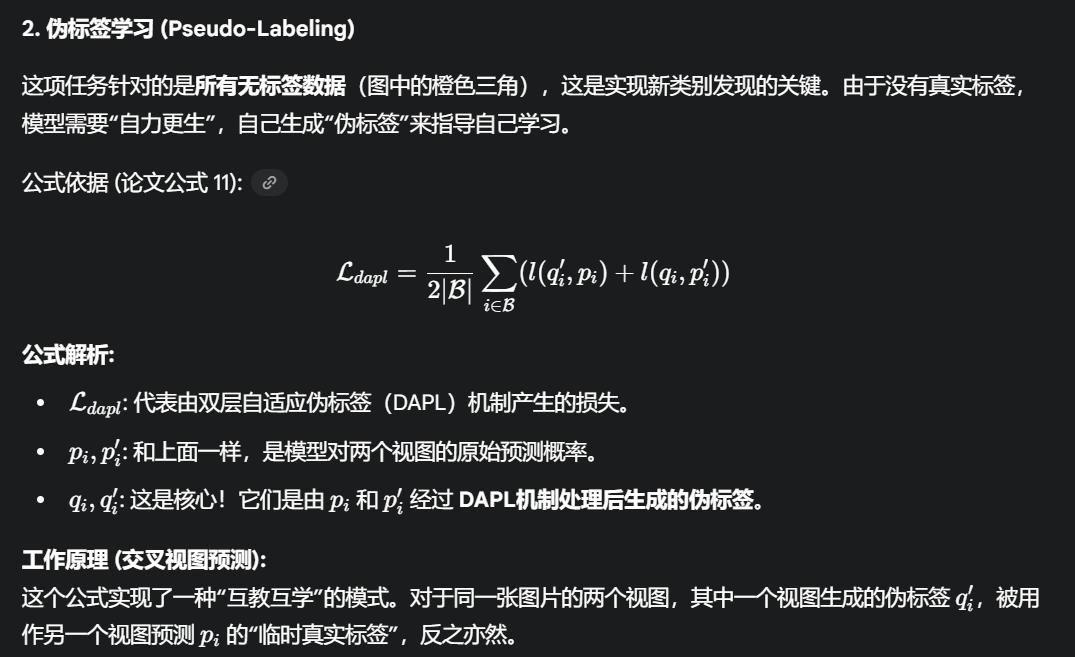 2. 伪标签学习 (Pseudo-Labeling)
这项任务针对的是所有无标签数据（图中的橙色三角），这是实现新类别发现的关键。由于没有真实标签，
模型需要“自力更生”，自己生成“伪标签”来指导自己学习。
公式依据 (论文公式 11):
$\mathcal{L}_{dapl} = \frac{1}{2|\mathcal{B}|} \sum_{i \in \mathcal{B}} (l(q'_i, p_i) + l(q_i, p'_i))$
公式解析:
• $\mathcal{L}_{dapl}$: 代表由双层自适应伪标签（DAPL）机制产生的损失。
• $p_i, p'_i$: 和上面一样，是模型对两个视图的原始预测概率。
• $q_i, q'_i$: 这是核心！它们是由 $p_i$ 和 $p'_i$ 经过 DAPL机制处理后生成的伪标签。
工作原理 (交叉视图预测):
这个公式实现了一种“互教互学”的模式。对于同一张图片的两个视图，其中一个视图生成的伪标签 $q'_i$，被用
作另一个视图预测 $p_i$ 的“临时真实标签”，反之亦然。